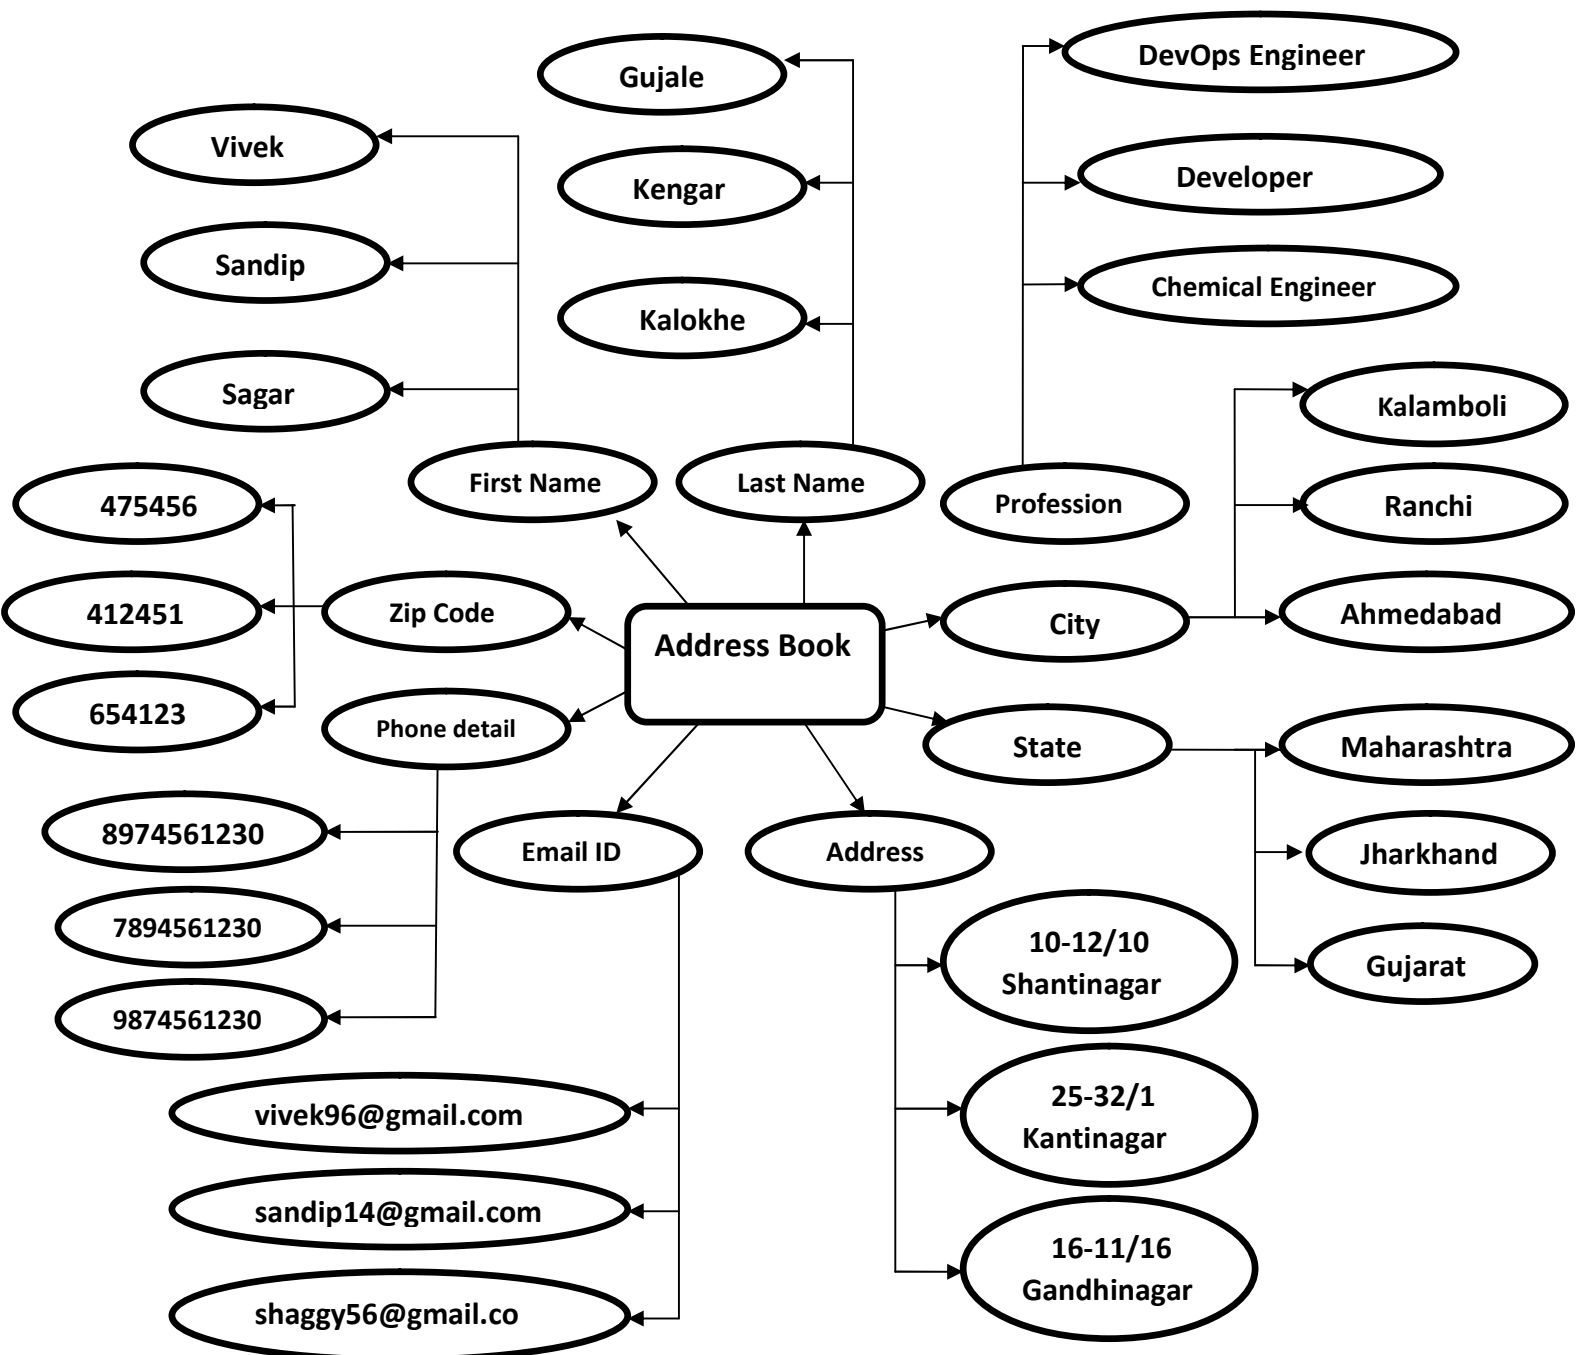 DevOps Engineer
Gujale
Vivek
Developer
Kengar
Sandip
Chemical Engineer
Kalokhe
Sagar
Kalamboli
First Name
Last Name
Profession
475456
Ranchi
Zip Code
412451
Address Book
City
Ahmedabad
654123
Phone detail
State
Maharashtra
8974561230
Email ID
Address
Jharkhand
7894561230
10-12/10
Shantinagar
Gujarat
9874561230
vivek96@gmail.com
25-32/1
Kantinagar
sandip14@gmail.com
16-11/16
Gandhinagar
shaggy56@gmail.co